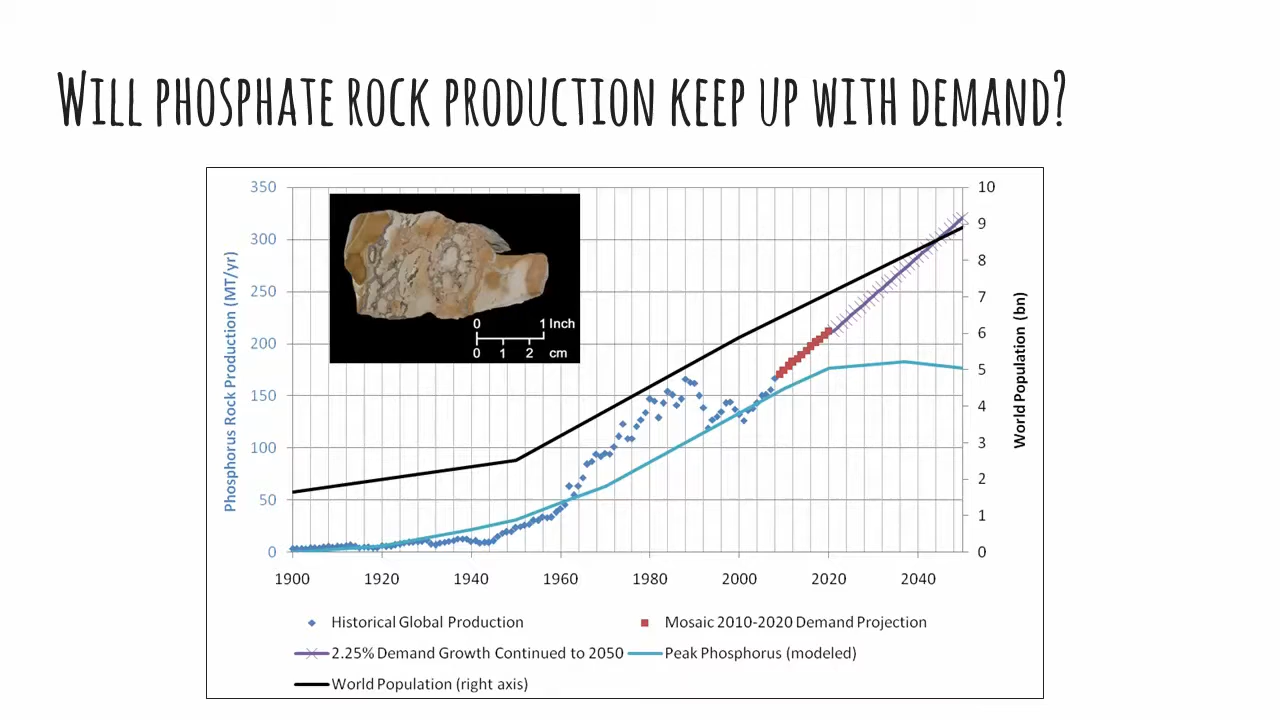 WILL PHOSPHATE ROCK PRODUCTION KEEP UP WITH DEMAND?
Phosphorus Rock Production (MT/yr)
350
300
250
200
150
100
50
0
0 1 Inch
0 1 2 cm
10
9
8
7
6
5
4
3
2
1
0
World Population (bn)
1900 1920 1940 1960 1980 2000 2020 2040
Historical Global Production
Mosaic 2010-2020 Demand Projection
2.25% Demand Growth Continued to 2050
Peak Phosphorus (modeled)
World Population (right axis)